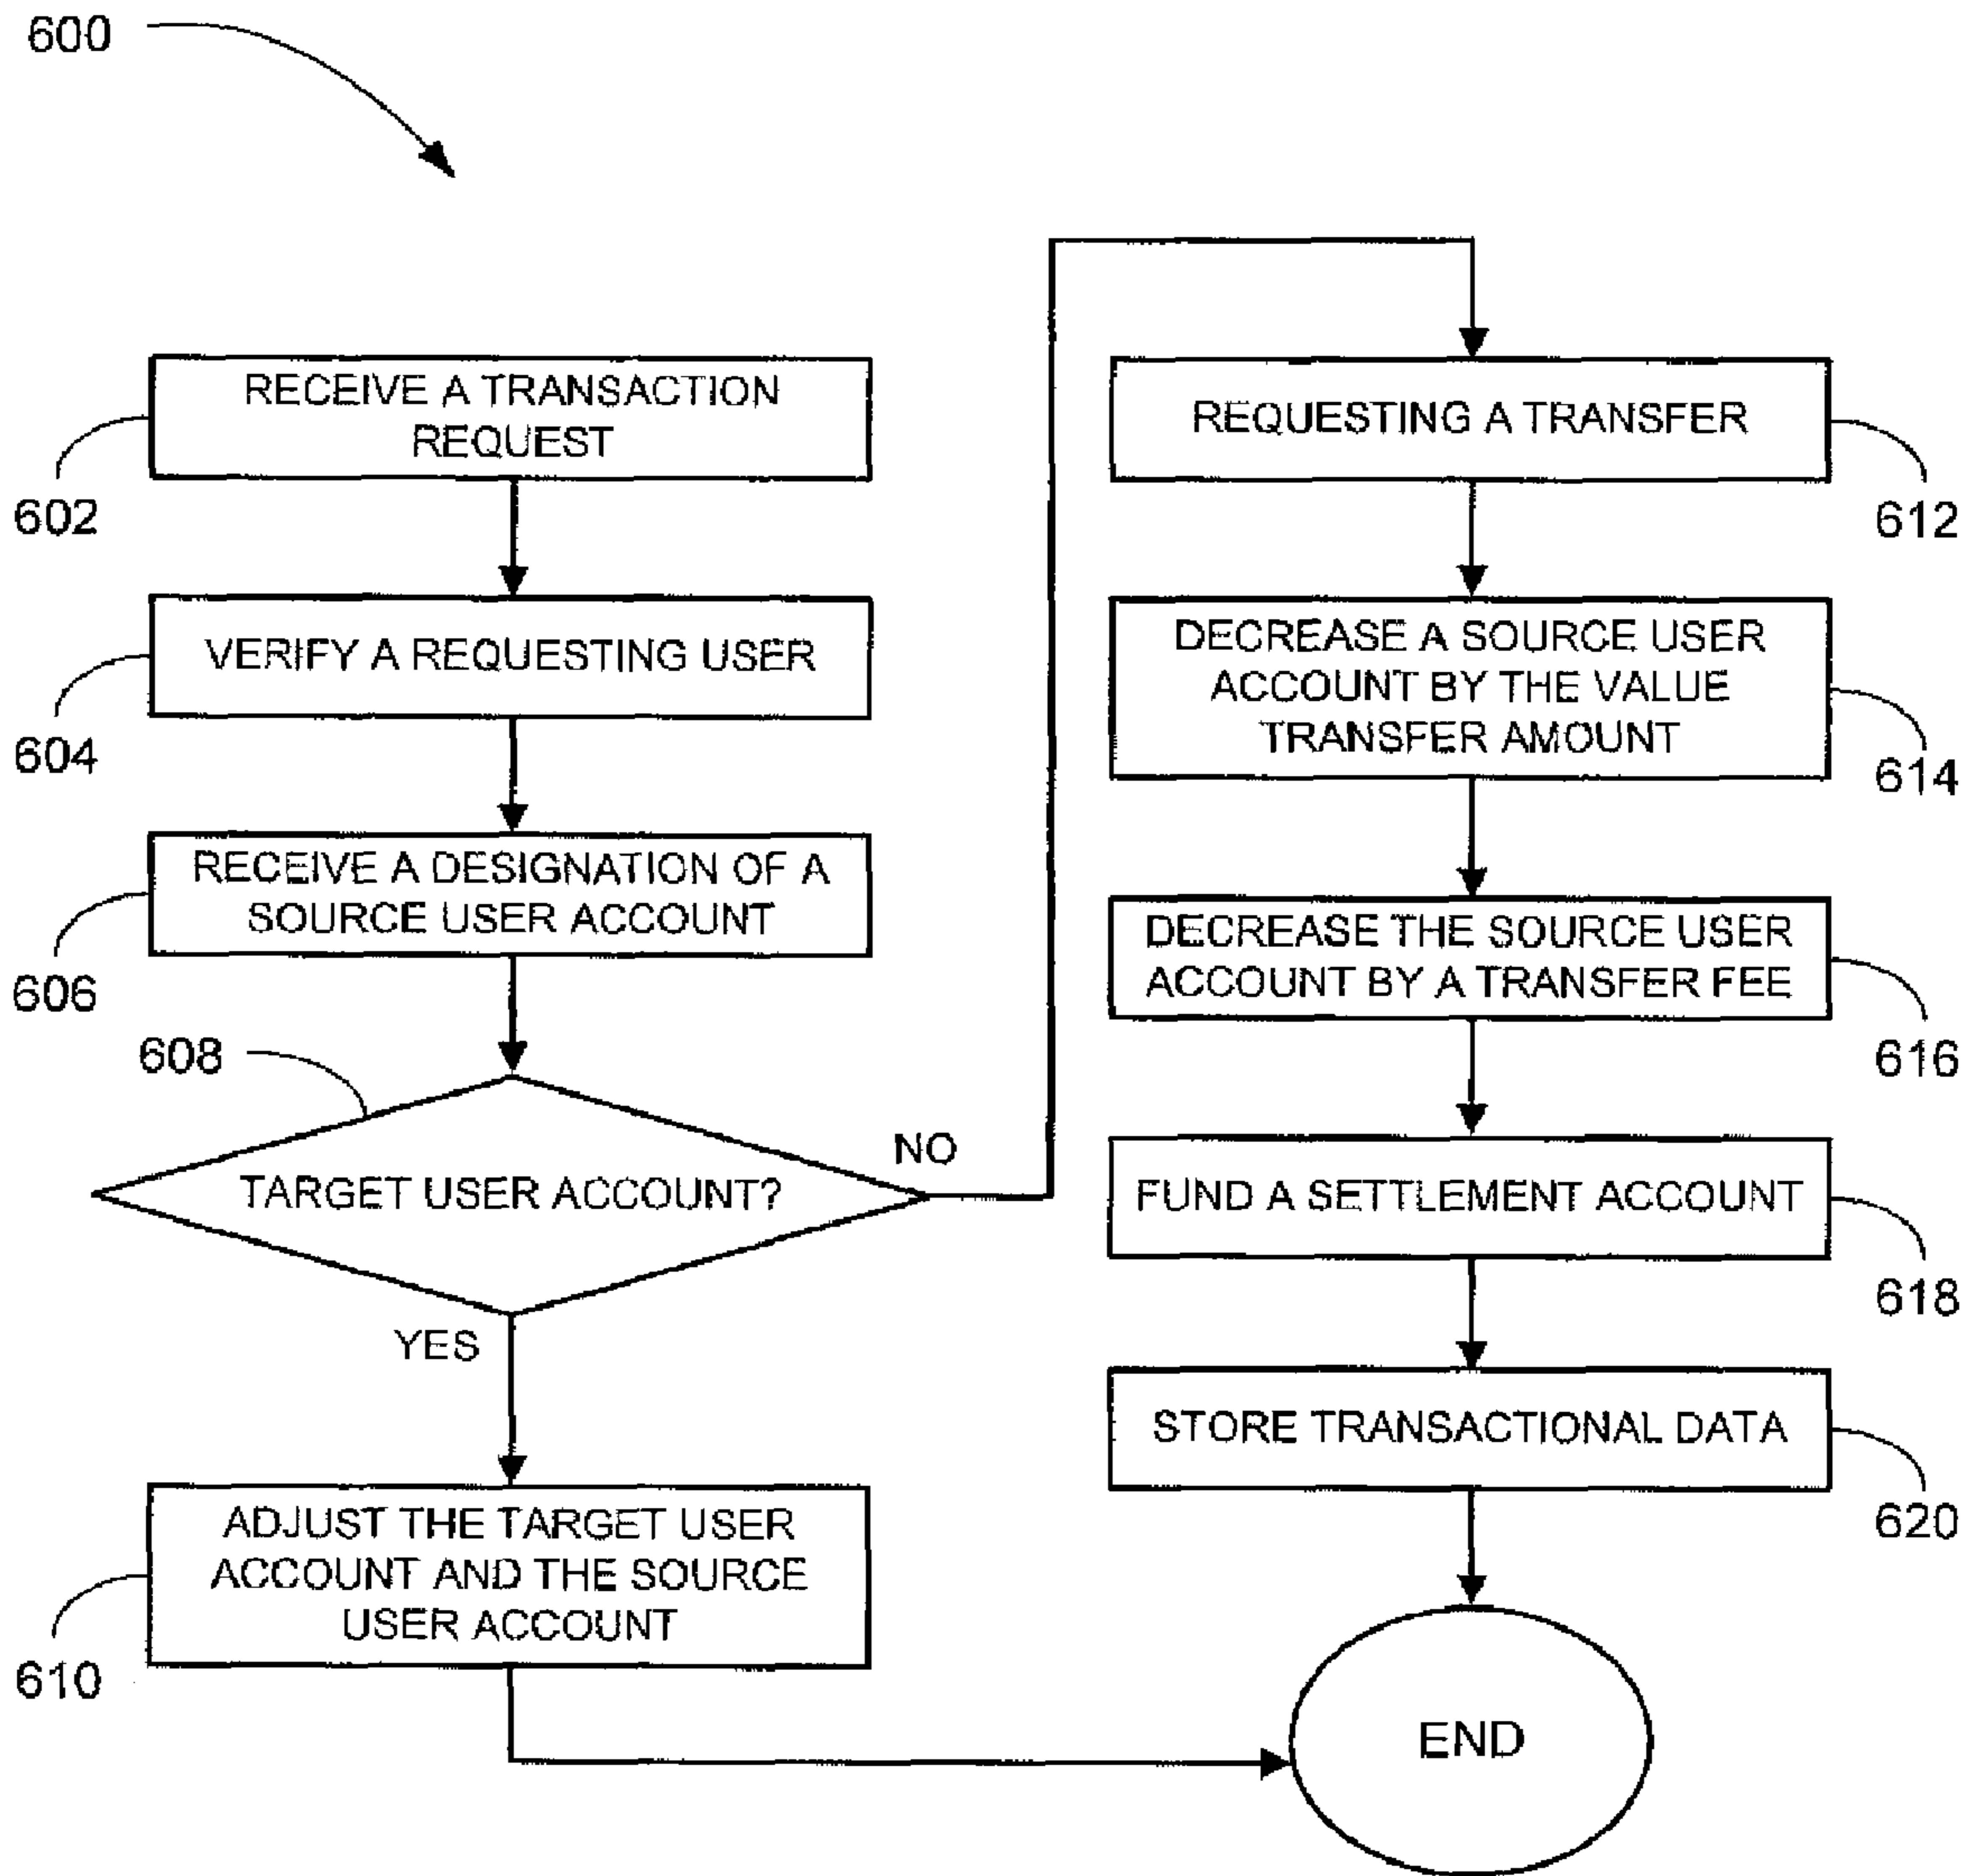 600
RECEIVE A TRANSACTION
REQUEST
602
VERIFY A REQUESTING USER
604
RECEIVE A DESIGNATION OF A
SOURCE USER ACCOUNT
606
608
TARGET USER ACCOUNT?
NO
YES
ADJUST THE TARGET USER
ACCOUNT AND THE SOURCE
USER ACCOUNT
610
REQUESTING A TRANSFER
612
DECREASE A SOURCE USER
ACCOUNT BY THE VALUE
TRANSFER AMOUNT
614
DECREASE THE SOURCE USER
ACCOUNT BY A TRANSFER FEE
616
FUND A SETTLEMENT ACCOUNT
618
STORE TRANSACTIONAL DATA
620
END